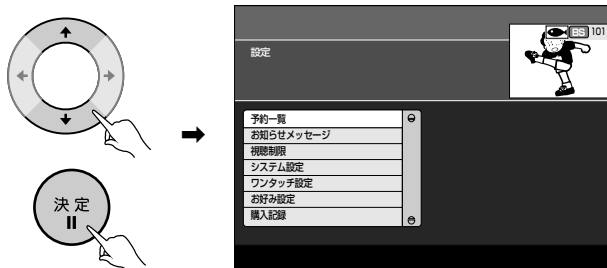 決定
BS 101
設定
予約一覧
お知らせメッセージ
視聴制限
システム設定
ワンタッチ設定
お好み設定
購入記録